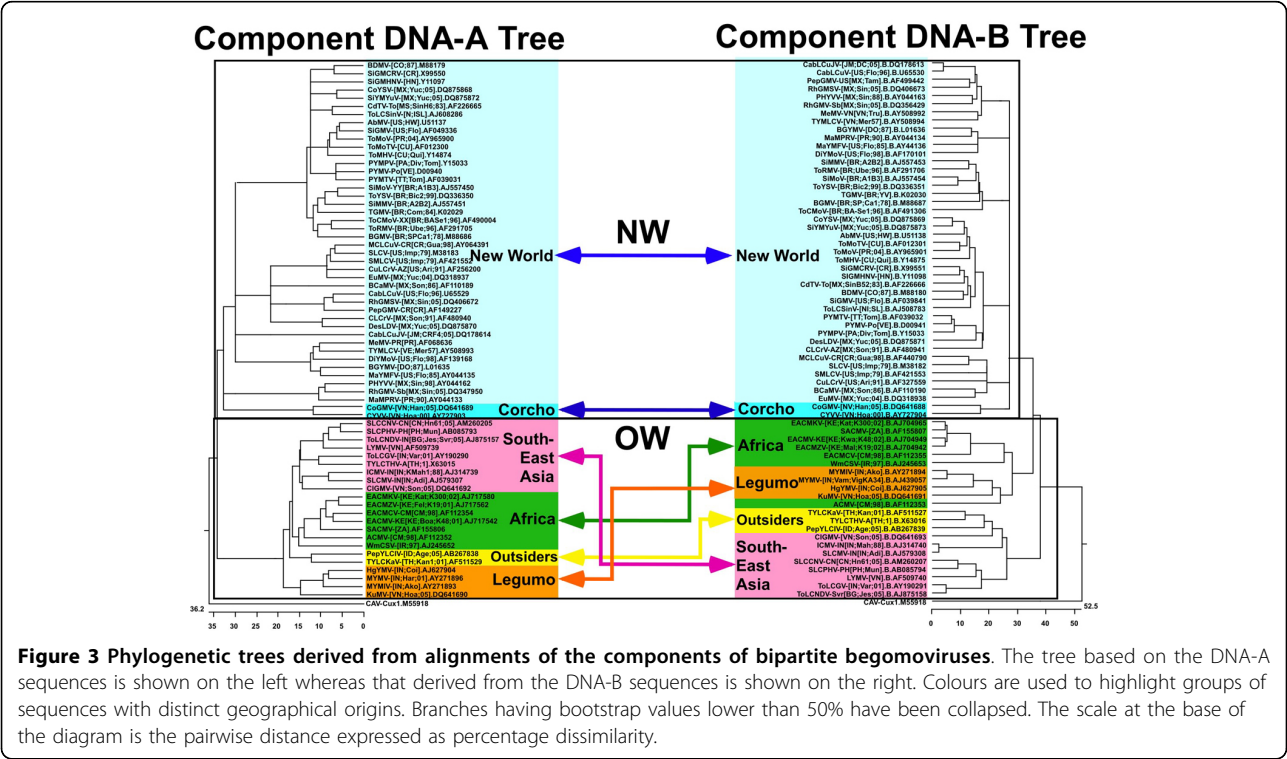 Component DNA-A Tree
BDMV-[CO;87].M88179
SiGMCRV-[CR].X99550
SiGMHNV-[HN].Y11097
CoYSV-[MX;Yuc;05].DQ875868
SiYMYuV-[MX;Yuc;05].DQ875872
CdTV-To[MS;SinH6;83].AF226665
ToLCSinV-[N;ISL].AJ608286
AbMV-[US;HW].U51137
SiGMV-[US;Flo].AF049336
ToMoV-[PR;04].AY965900
ToMoTV-[CU].AF012300
ToMHV-[CU;Qui].Y14874
PYMPV-[PA;Div;Tom].Y15033
PYMV-Po[VE].D00940
PYMTV-[TT;Tom].AF039031
SiMoV-YY[BR;A1B3].AJ557450
ToYSV-[BR;Bic2;99].DQ336350
SiMMV-[BR;A2B2].AJ557451
TGMV-[BR;Com;84].K02029
ToCMoV-XX[BR;BASe1;96].AF490004
ToRMV-[BR;Ube;96].AF291705
BGMV-[BR;SPCa1;78].M88686
MCLCuV-CR[CR;Gua;98].AY064391
SLCV-[US;Imp;79].M38183
SMLCV-[US;Imp;79].AF421552
CuLCrV-AZ[US;Ari;91].AF256200
EuMV-[MX;Yuc;04].DQ318937
BCaMV-[MX;Son;86].AF110189
CabLCuV-[US;Flo;96].U65529
RhGMSV-[MX;Sin;05].DQ406672
PepGMV-CR[CR].AF149227
CLCrV-[MX;Son;91].AF480940
DesLDV-[MX;Yuc;05].DQ875870
CabLCuJV-[JM;CRF4;05].DQ178614
MeMV-PR[PR].AF068636
TYMLCV-[VE;Mer57].AY508993
DiYMoV-[US;Flo;98].AF139168
BGYMV-[DO;87].L01635
MaYMFV-[US;Flo;85].AY044135
PHYVV-[MX;Sin;98].AY044162
RhGMV-Sb[MX;Sin;05].DQ347950
MaMPRV-[PR;90].AY044133
CoGMV-[VN;Han;05].DQ641689
CYVV-[VN;Hoa;00].AY727903
SLCCNV-CN[CN;Hn61;05].AM260205
SLCPHV-PH[PH;Mun].AB085793
ToLCNDV-IN[BG;Jes;Svr;05].AJ875157
LYMV-[VN].AF509739
ToLCGV-[IN;Var;01].AY190290
TYLCTHV-A[TH;1].X63015
ICMV-IN[IN;KMah1;88].AJ314739
SLCMV-IN[IN;Adi].AJ579307
ClGMV-[VN;Son;05].DQ641692
EACMKV-[KE;Kat;K300;02].AJ717580
EACMZV-[KE;Fel;K19;01].AJ717562
EACMCV-CM[CM;98].AF112354
EACMV-KE[KE;Boa;K48;01].AJ717542
SACMV-[ZA].AF155806
ACMV-[CM;98].AF112352
WmCSV-[IR;97].AJ245652
PepYLCIV-[ID;Age;05].AB267838
TYLCKaV-[TH;Kan1;01].AF511529
HgYMV-[IN;Coi].AJ627904
MYMV-[IN;Har;01].AY271896
MYMIV-[IN;Ako].AY271893
KuMV-[VN;Hoa;05].DQ641690
CAV-Cux1.M55918
36.2
35 30 25 20 15 10 5 0
New World
Corcho
South-
East
Asia
Africa
Outsiders
Legumo
NW
OW
Component DNA-B Tree
CabLCuJV-[JM;DC;05].B.DQ178613
CabLCuV-[US;Flo;96].B.U65530
PepGMV-US[MX;Tam].B.AF499442
RhGMSV-[MX;Sin;05].B.DQ406673
PHYVV-[MX;Sin;88].B.AY044163
RhGMV-Sb[MX;Sin;05].B.DQ356429
MeMV-VN[VN;Tru].B.AY508992
TYMLCV-[VN;Mer57].B.AY508994
BGYMV-[DO;87].B.L01636
MaMPRV-[PR;90].B.AY044134
MaYMFV-[US;Flo;85].B.AY44136
DiYMoV-[US;Flo;98].B.AF170101
SiMMV-[BR;A2B2].B.AJ557453
ToRMV-[BR;Ube;96].B.AF291706
SiMoV-[BR;A1B3].B.AJ557454
ToYSV-[BR;Bic2;99].B.DQ336351
TGMV-[BR;YV].B.K02030
BGMV-[BR;SP;Ca1;78].B.M88687
ToCMoV-[BR;BA-Se1;96].B.AF491306
CoYSV-[MX;Yuc;05].B.DQ875869
SiYMYuV-[MX;Yuc;05].B.DQ875873
AbMV-[US;HW].B.U51138
ToMoTV-[CU].B.AF012301
ToMoV-[PR;04].B.AY965901
ToMHV-[CU;Qui].B.Y14875
SiGMCRV-[CR].B.X99551
SIGMHNV-[HN].B.Y11098
CdTV-To[MX;SinB52;83].B.AF226666
BDMV-[CO;87].B.M88180
SiGMV-[US;Flo].B.AF039841
ToLCSinV-[NI;SL].B.AJ508783
PYMTV-[TT;Tom].B.AF039032
PYMV-Po[VE].B.D00941
PYMPV-[PA;Div;Tom].B.Y15033
DesLDV-[MX;Yuc;05].B.DQ875871
CLCrV-AZ[MX;Son;91].B.AF480941
MCLCuV-CR[CR;Gua;98].B.AF440790
SLCV-[US;Imp;79].B.M38182
SMLCV-[US;Imp;79].B.AF421553
CuLCrV-[US;Ari;91].B.AF327559
BCaMV-[MX;Son;86].B.AF110190
EuMV-[MX;Yuc;04].B.DQ318938
CoGMV-[NV;Han;05].B.DQ641688
CYVV-[VN;Hoa;00].B.AY727904
EACMKV-[KE;Kat;K300;02].B.AJ704965
SACMV-[ZA].B.AF155807
EACMV-KE[KE;Kwa;K48;02].B.AJ704949
EACMZV-[KE;Mal;K19;02].B.AJ704942
EACMCV-[CM;98].B.AF112355
WmCSV-[IR;97].B.AJ245653
MYMIV-[IN;Ako].B.AY271894
MYMV-[IN;Vam;VigKA34].B.AJ439057
HgYMV-[IN;Coi].B.AJ627905
KuMV-[VN;Hoa;05].B.DQ641691
ACMV-[CM;98].B.AF112353
TYLCKaV-[TH;Kan;01].B.AF511527
TYLCTHV-A[TH;1].B.X63016
PepYLCIV-[ID;Age;05].B.AB267839
ClGMV-[VN;Son;05].B.DQ641693
ICMV-IN[IN;Mah;88].B.AJ314740
SLCMV-IN[IN;Adi].B.AJ579308
SLCCNV-CN[CN;Hn61;05].B.AM260207
SLCPHV-PH[PH;Mun].B.AB085794
LYMV-[VN].B.AF509740
ToLCGV-[IN;Var;01].B.AY190291
ToLCNDV-Svr[BG;Jes;05].B.AJ875158
CAV-Cux1.M55918
52.5
0 10 20 30 40 50
New World
Corcho
Africa
Legumo
Outsiders
South-
East
Asia
Figure 3 Phylogenetic trees derived from alignments of the components of bipartite begomoviruses. The tree based on the DNA-A
sequences is shown on the left whereas that derived from the DNA-B sequences is shown on the right. Colours are used to highlight groups of
sequences with distinct geographical origins. Branches having bootstrap values lower than 50% have been collapsed. The scale at the base of
the diagram is the pairwise distance expressed as percentage dissimilarity.